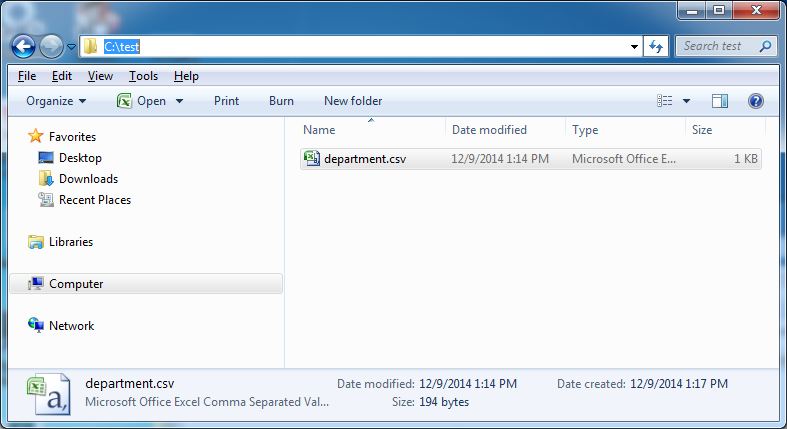 C:\test
Search test
File Edit View Tools Help
Organize Open Print Burn New folder
Name Date modified Type Size
Favorites
Desktop
Downloads
Recent Places
Libraries
Computer
Network
department.csv 12/9/2014 1:14 PM Microsoft Office E... 1 KB
department.csv Date modified: 12/9/2014 1:14 PM Date created: 12/9/2014 1:17 PM
Microsoft Office Excel Comma Separated Val... Size: 194 bytes